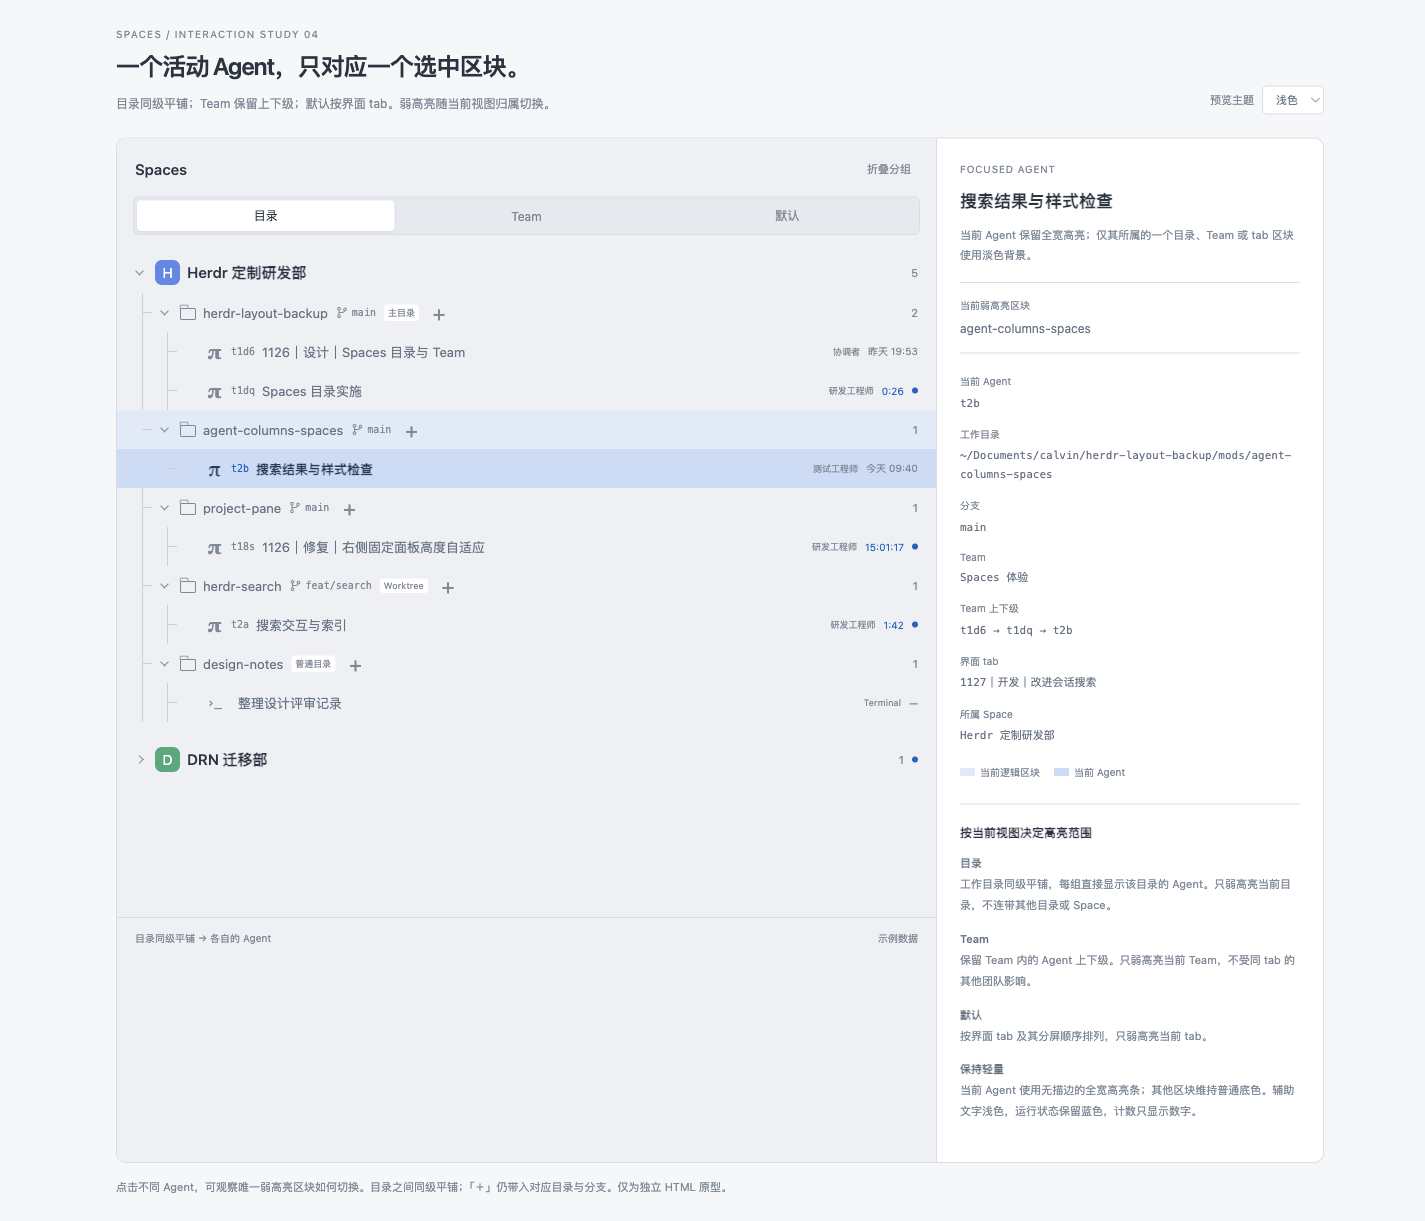 SPACES / INTERACTION STUDY 04
一个活动 Agent，只对应一个选中区块。
目录同级平铺；Team 保留上下级；默认按界面 tab。弱高亮随当前视图归属切换。
预览主题
浅色
Spaces
折叠分组
目录
Team
默认
H Herdr 定制研发部 5
herdr-layout-backup main 主目录 + 2
π t1d6 1126｜设计｜Spaces 目录与 Team 协调者 昨天 19:53
π t1dq Spaces 目录实施 研发工程师 0:26
agent-columns-spaces main + 1
π t2b 搜索结果与样式检查 测试工程师 今天 09:40
project-pane main + 1
π t18s 1126｜修复｜右侧固定面板高度自适应 研发工程师 15:01:17
herdr-search feat/search Worktree + 1
π t2a 搜索交互与索引 研发工程师 1:42
design-notes 普通目录 + 1
›_ 整理设计评审记录 Terminal —
D DRN 迁移部 1
目录同级平铺 → 各自的 Agent
示例数据
FOCUSED AGENT
搜索结果与样式检查
当前 Agent 保留全宽高亮；仅其所属的一个目录、Team 或 tab 区块
使用淡色背景。
当前弱高亮区块
agent-columns-spaces
当前 Agent
t2b
工作目录
~/Documents/calvin/herdr-layout-backup/mods/agent-
columns-spaces
分支
main
Team
Spaces 体验
Team 上下级
t1d6 → t1dq → t2b
界面 tab
1127｜开发｜改进会话搜索
所属 Space
Herdr 定制研发部
当前逻辑区块 当前 Agent
按当前视图决定高亮范围
目录
工作目录同级平铺，每组直接显示该目录的 Agent。只弱高亮当前目
录，不连带其他目录或 Space。
Team
保留 Team 内的 Agent 上下级。只弱高亮当前 Team，不受同 tab 的
其他团队影响。
默认
按界面 tab 及其分屏顺序排列，只弱高亮当前 tab。
保持轻量
当前 Agent 使用无描边的全宽高亮条；其他区块维持普通底色。辅助
文字浅色，运行状态保留蓝色，计数只显示数字。
点击不同 Agent，可观察唯一弱高亮区块如何切换。目录之间同级平铺；「＋」仍带入对应目录与分支。仅为独立 HTML 原型。